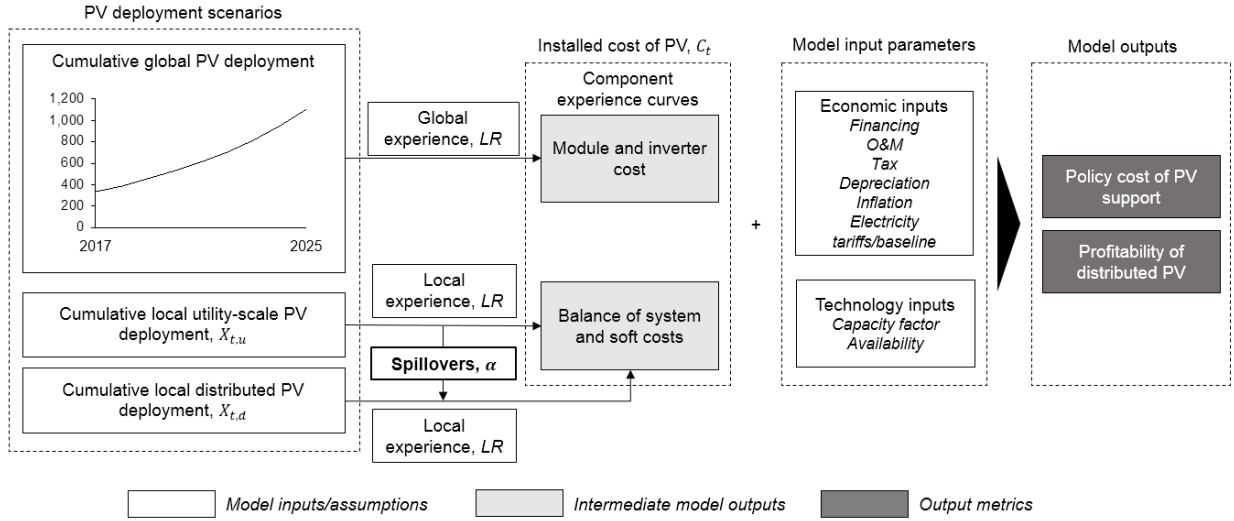 PV deployment scenarios
Cumulative global PV deployment
1,200
1,000
800
600
400
200
0
2017
2025
Cumulative local utility-scale PV
deployment, X_{t,u}
Cumulative local distributed PV
deployment, X_{t,d}
Global
experience, LR
Local
experience, LR
Spillovers, α
Local
experience, LR
Installed cost of PV, C_t
Component
experience curves
Module and inverter
cost
Balance of system
and soft costs
+
Model input parameters
Economic inputs
Financing
O&M
Tax
Depreciation
Inflation
Electricity
tariffs/baseline
Technology inputs
Capacity factor
Availability
Model outputs
Policy cost of PV
support
Profitability of
distributed PV
Model inputs/assumptions
Intermediate model outputs
Output metrics